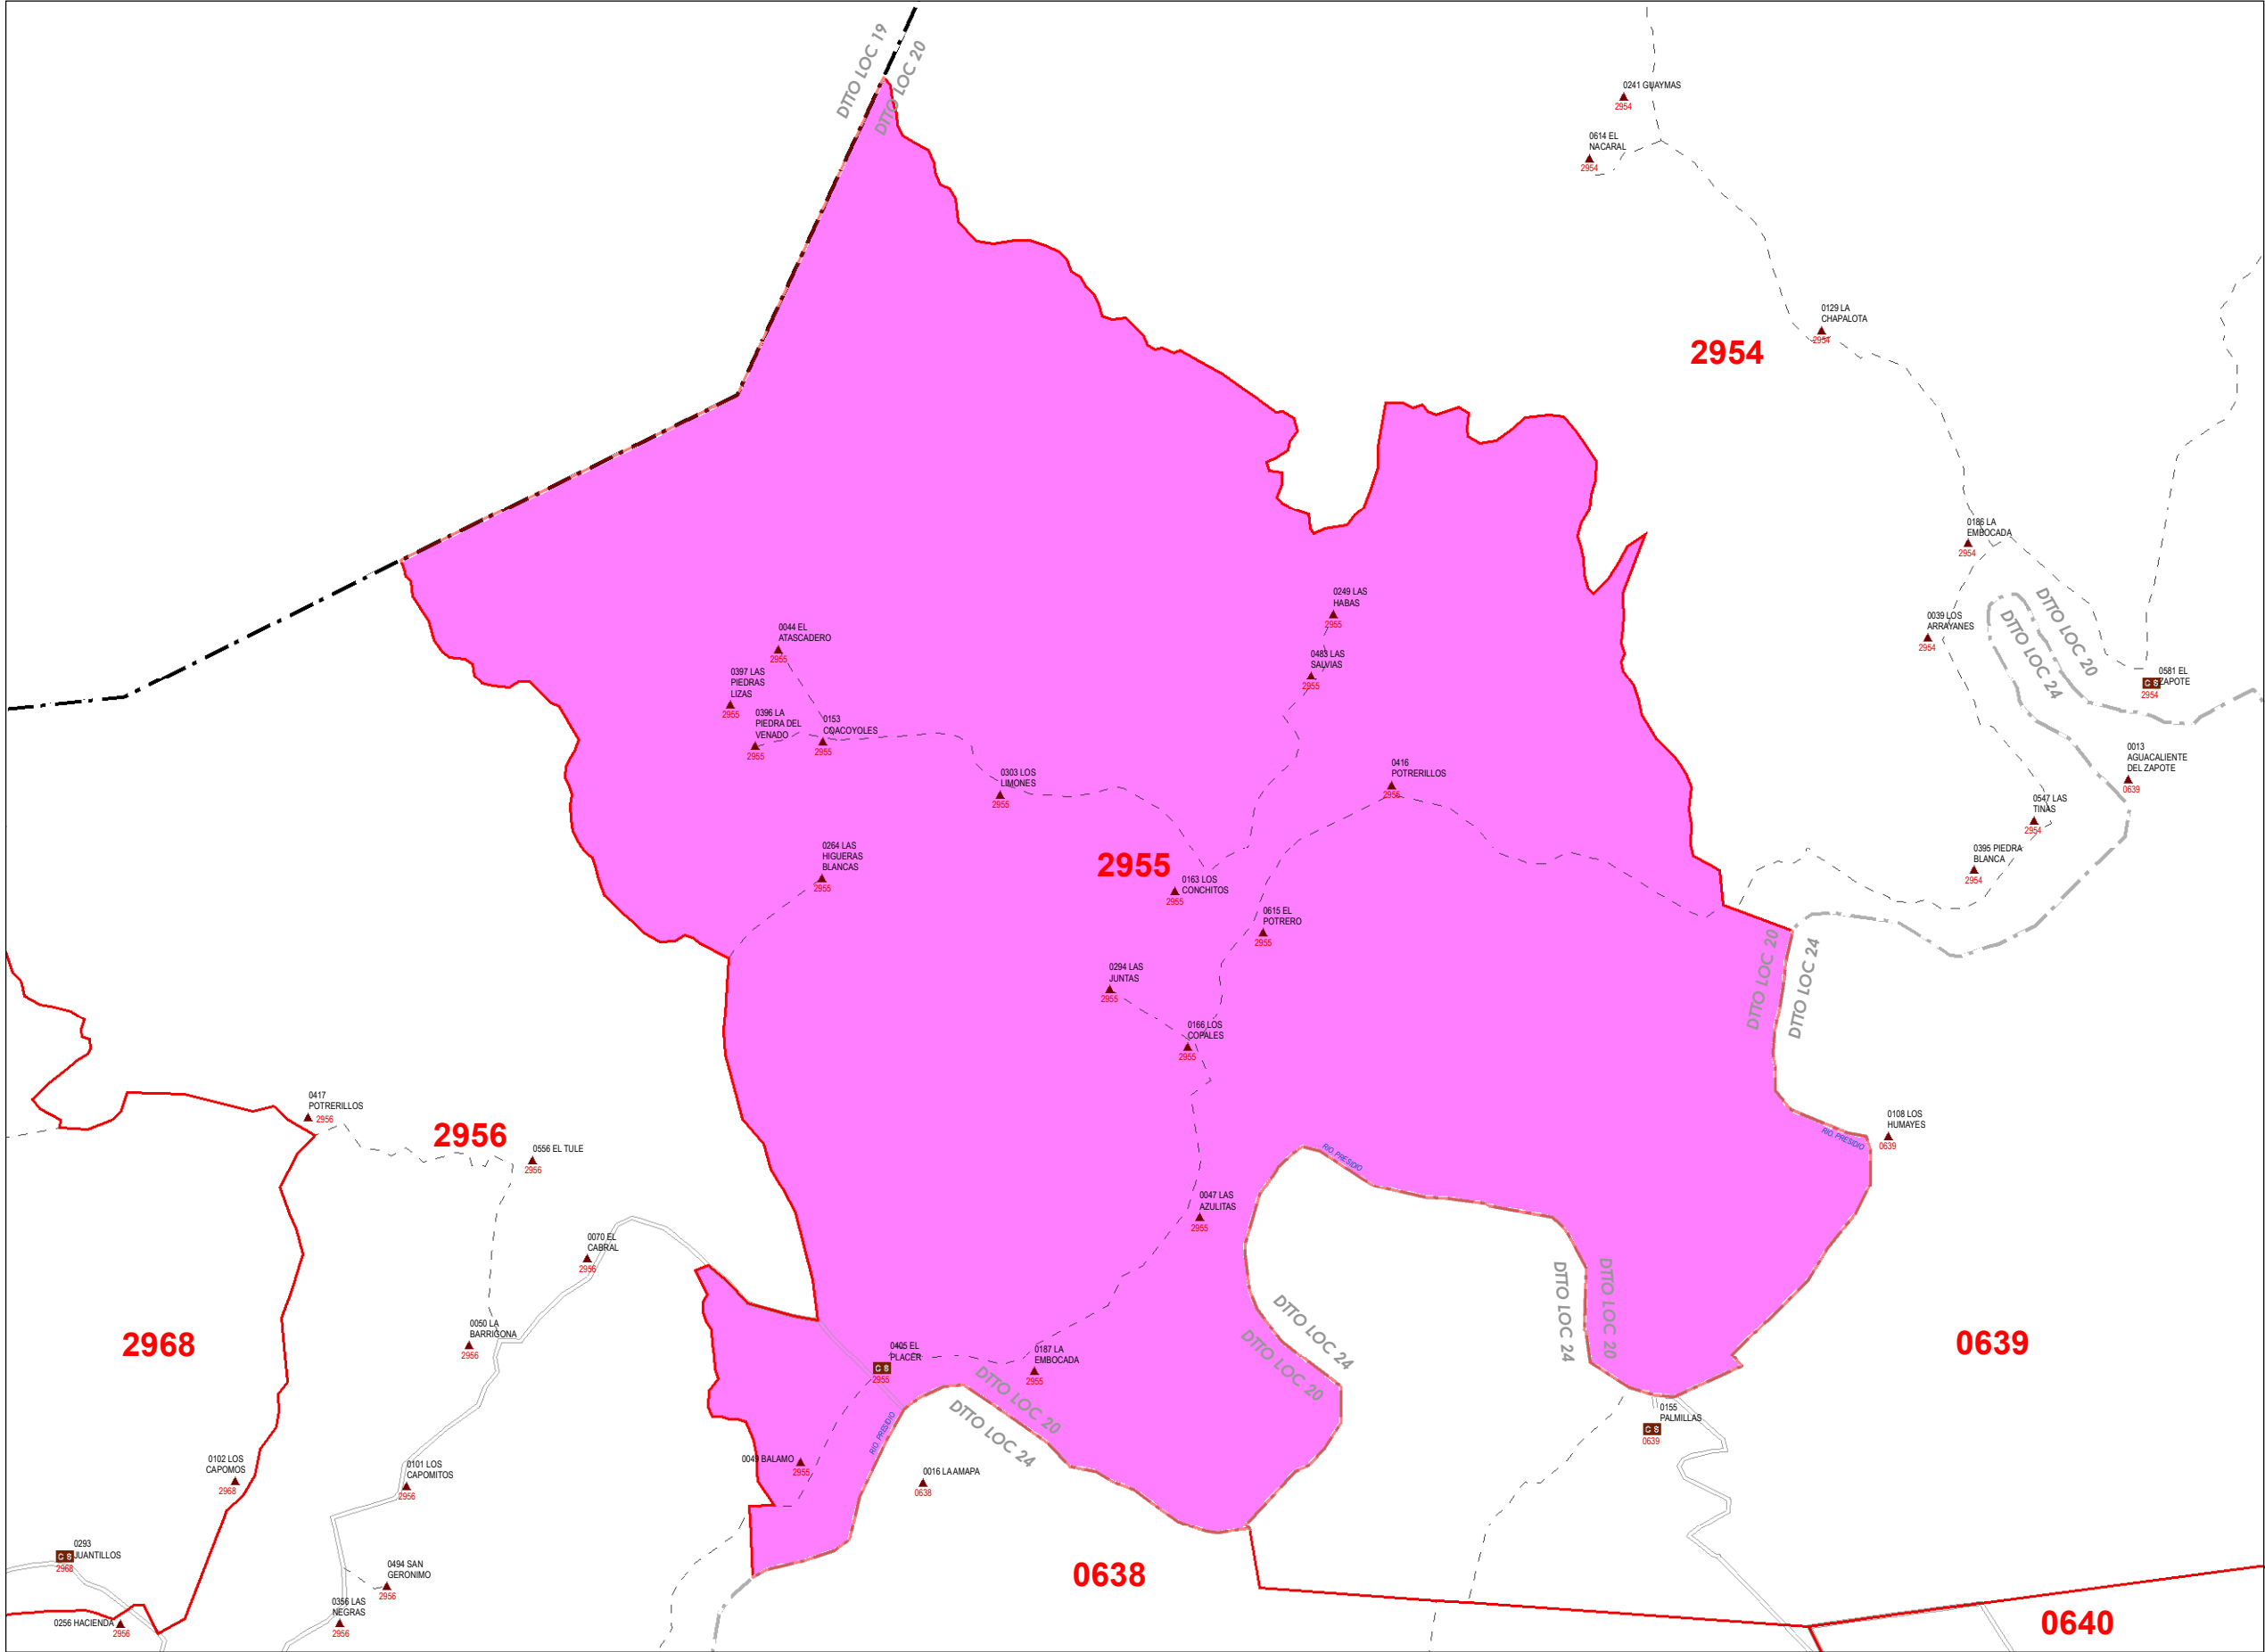 DTTO LOC 19
DTTO LOC 20
0241 GUAYMAS
2954
0614 EL
NACARAL
2954
0129 LA
CHAPALOTA
2954
2954
0186 LA
EMBOCADA
2954
0249 LAS
HABAS
2955
0039 LOS
ARRAYANES
2954
DTTO LOC 20
DTTO LOC 24
0581 EL
ZAPOTE
C S
2954
0044 EL
ATASCADERO
2955
0483 LAS
SALVIAS
2955
0397 LAS
PIEDRAS
LIZAS
2955
0396 LA
PIEDRA DEL
VENADO
2955
0153
COACOYOLES
2955
0303 LOS
LIMONES
2955
0416
POTRERILLOS
2955
0013
AGUACALIENTE
DEL ZAPOTE
0639
0547 LAS
TINAS
2954
0395 PIEDRA
BLANCA
2954
0264 LAS
HIGUERAS
BLANCAS
2955
2955
0163 LOS
CONCHITOS
2955
0615 EL
POTRERO
2955
0294 LAS
JUNTAS
2955
DTTO LOC 20
DTTO LOC 24
0166 LOS
COPALES
2955
0417
POTRERILLOS
2956
2956
0556 EL TULE
2956
RIO. PRESIDIO
RIO. PRESIDIO
0108 LOS
HUMAYES
0639
0047 LAS
AZULITAS
2955
0070 EL
CABRAL
2956
DTTO LOC 24
DTTO LOC 20
2968
0050 LA
BARRIGONA
2956
DTTO LOC 24
DTTO LOC 20
0639
0405 EL
PLACER
C S
2955
0187 LA
EMBOCADA
2955
DTTO LOC 20
DTTO LOC 24
RIO. PRESIDIO
0155
PALMILLAS
C S
0639
0102 LOS
CAPOMOS
2968
0101 LOS
CAPOMITOS
2956
0049 BALAMO
2955
0016 LA AMAPA
0638
0293
JUANTILLOS
C S
2968
0494 SAN
GERONIMO
2956
0638
0356 LAS
NEGRAS
2956
0256 HACIENDA
2956
0640